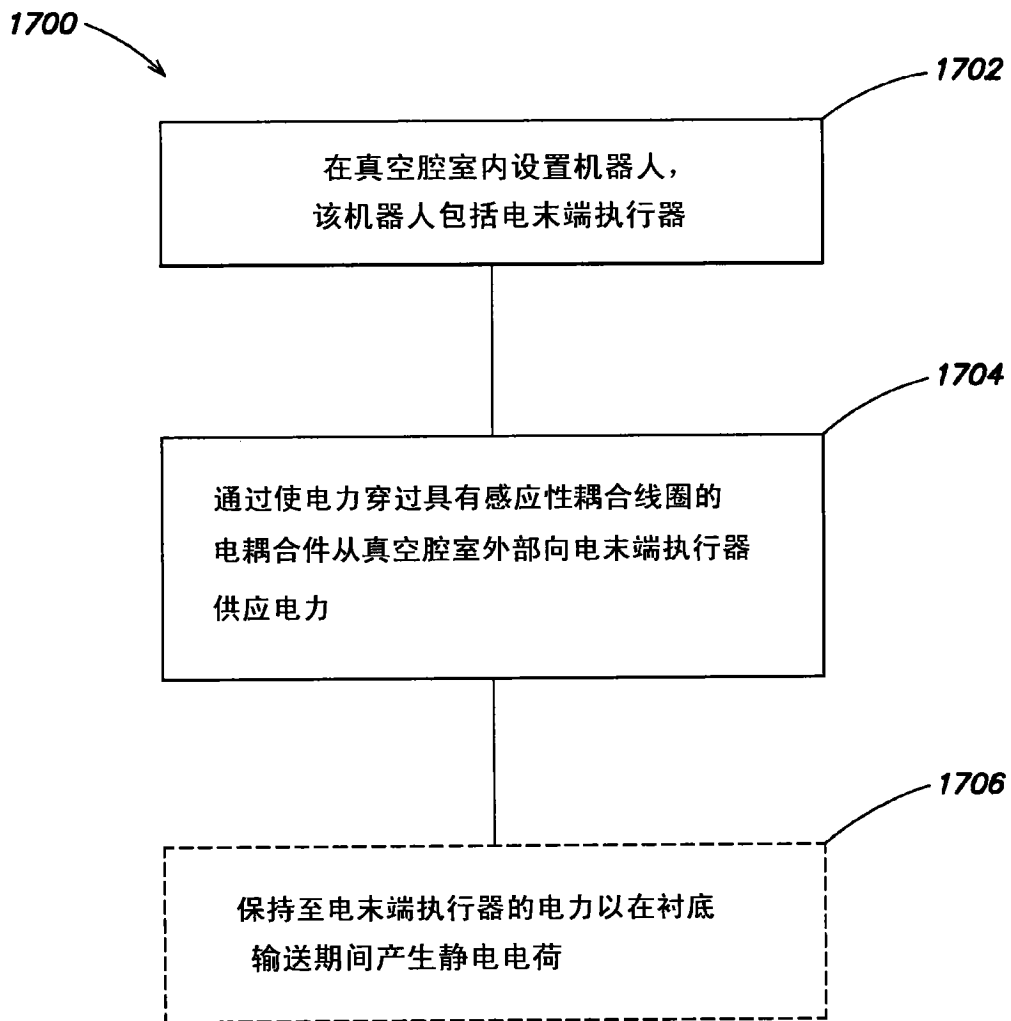 1700
1702
在真空腔室内设置机器人，
该机器人包括电末端执行器
1704
通过使电力穿过具有感应性耦合线圈的
电耦合件从真空腔室外部向电末端执行器
供应电力
1706
保持至电末端执行器的电力以在衬底
输送期间产生静电电荷